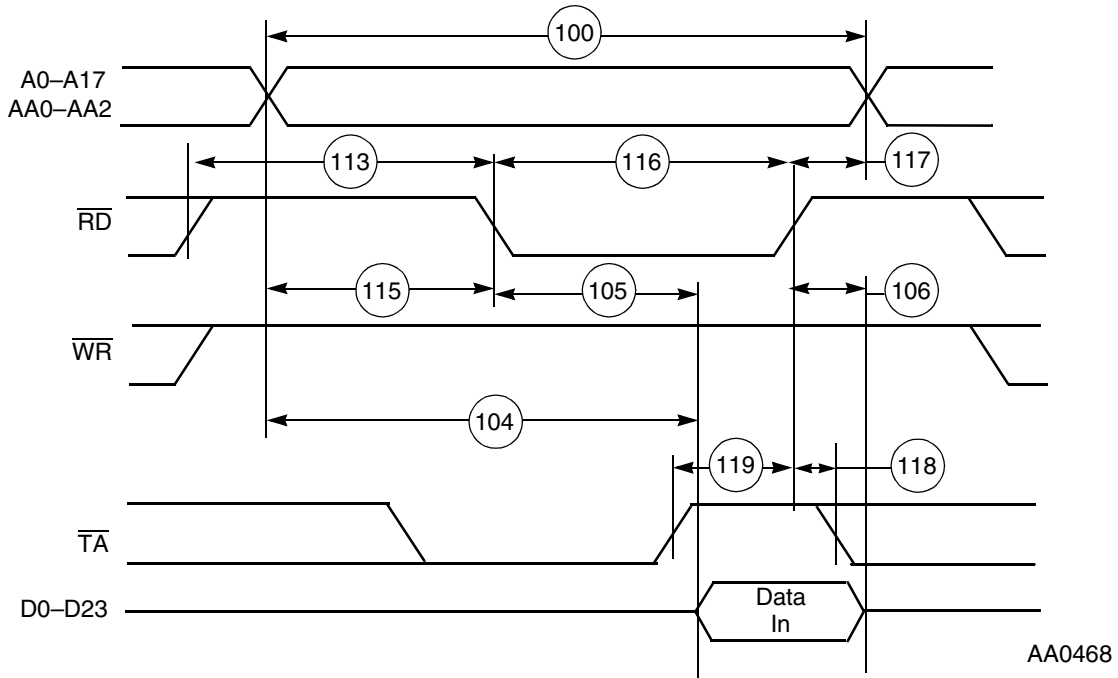 100
A0–A17
AA0–AA2
113
116
117
RD
115
105
106
WR
104
119
118
TA
D0–D23
Data
In
AA0468